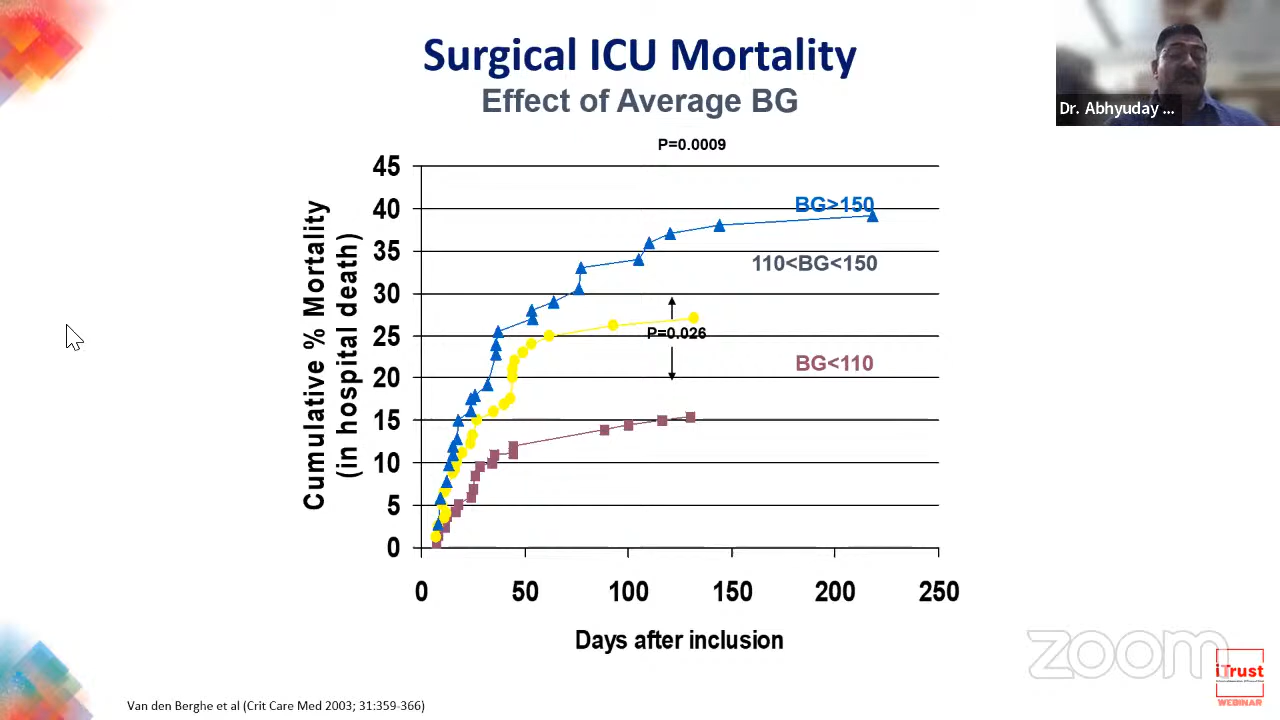 Surgical ICU Mortality
Effect of Average BG
Dr. Abhyuday ...
P=0.0009
45
40
35
30
25
20
15
10
5
0
Cumulative % Mortality
(in hospital death)
BG>150
110<BG<150
P=0.026
BG<110
0 50 100 150 200 250
Days after inclusion
zoom
iTrust
WEBINAR
Van den Berghe et al (Crit Care Med 2003; 31:359-366)